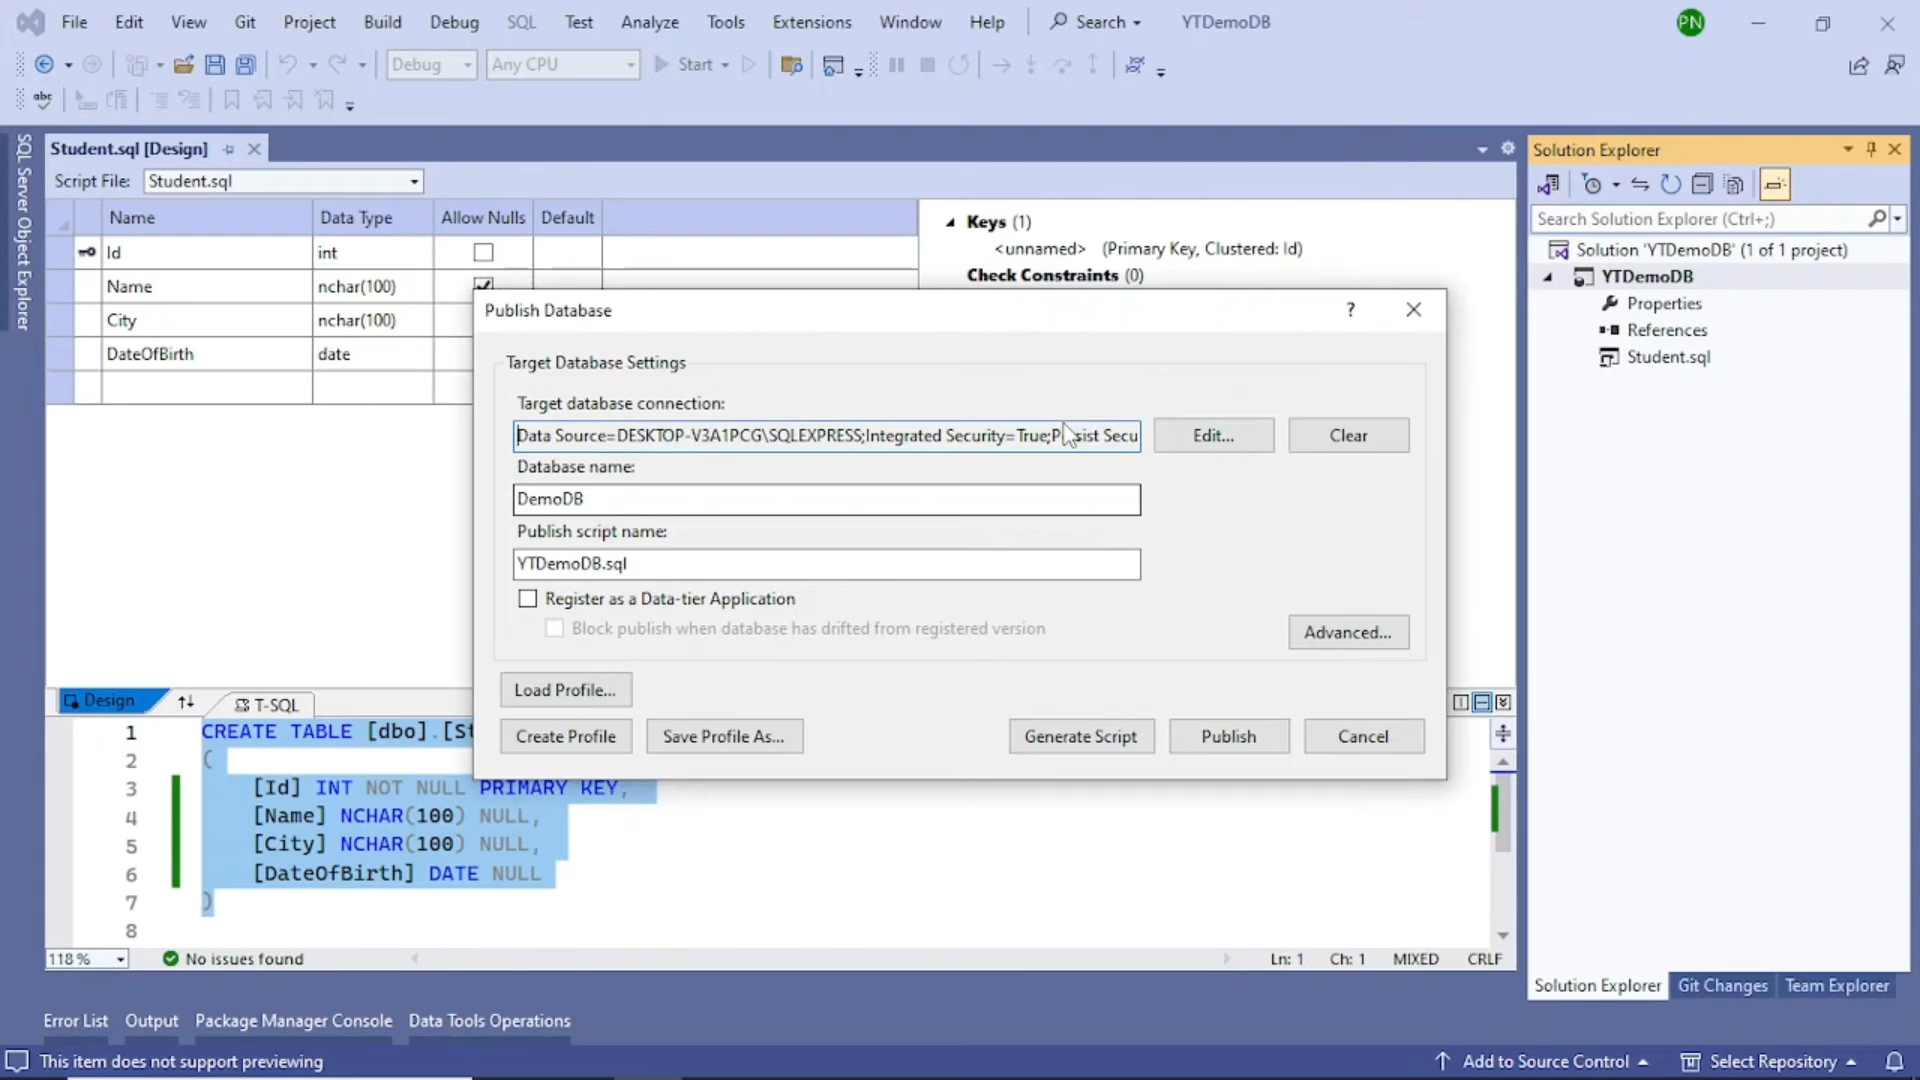 File Edit View Git Project Build Debug SQL Test Analyze Tools Extensions Window Help Search YTDemoDB PN
Debug Any CPU Start
abc
SQL Server Object Explorer
Student.sql [Design]
Script File: Student.sql
Name Data Type Allow Nulls Default
Id int
Name nchar(100)
City nchar(100)
DateOfBirth date
Keys (1)
<unnamed> (Primary Key, Clustered: Id)
Check Constraints (0)
Publish Database ?
Target Database Settings
Target database connection:
Data Source=DESKTOP-V3A1PCG\SQLEXPRESS;Integrated Security=True;Persist Secu
Edit... Clear
Database name:
DemoDB
Publish script name:
YTDemoDB.sql
Register as a Data-tier Application
Block publish when database has drifted from registered version
Advanced...
Load Profile...
Create Profile Save Profile As... Generate Script Publish Cancel
Design T-SQL
1 CREATE TABLE [dbo].[St
2 (
3 [Id] INT NOT NULL PRIMARY KEY,
4 [Name] NCHAR(100) NULL,
5 [City] NCHAR(100) NULL,
6 [DateOfBirth] DATE NULL
7 )
8
118 % No issues found Ln: 1 Ch: 1 MIXED CRLF
Solution Explorer
Search Solution Explorer (Ctrl+;)
Solution 'YTDemoDB' (1 of 1 project)
YTDemoDB
Properties
References
Student.sql
Solution Explorer Git Changes Team Explorer
Error List Output Package Manager Console Data Tools Operations
This item does not support previewing Add to Source Control Select Repository